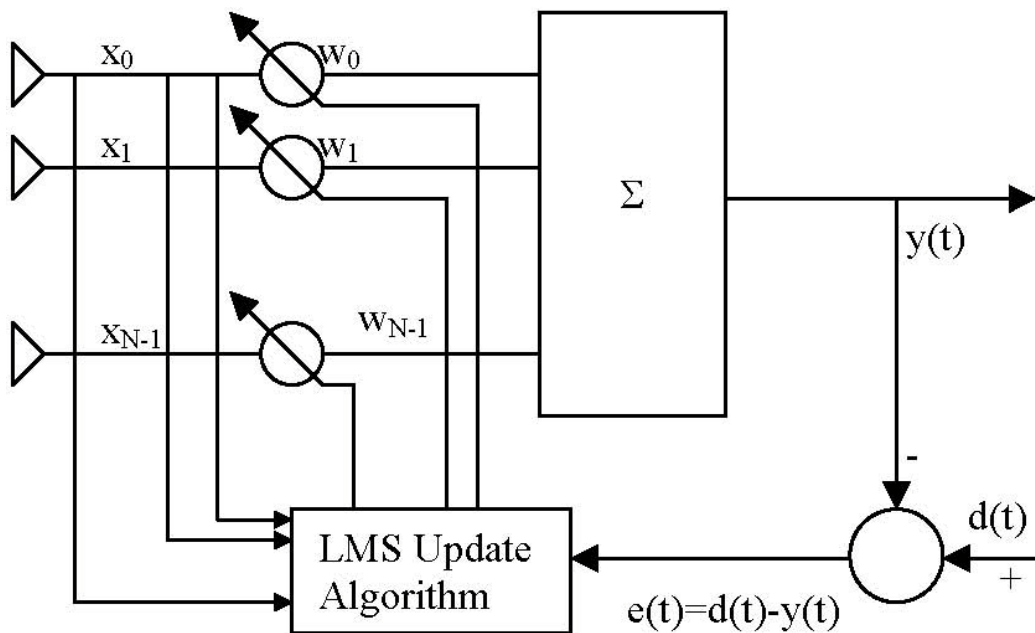 x0
w0
x1
w1
Σ
y(t)
xN-1
wN-1
-
d(t)
+
LMS Update
Algorithm
e(t)=d(t)-y(t)